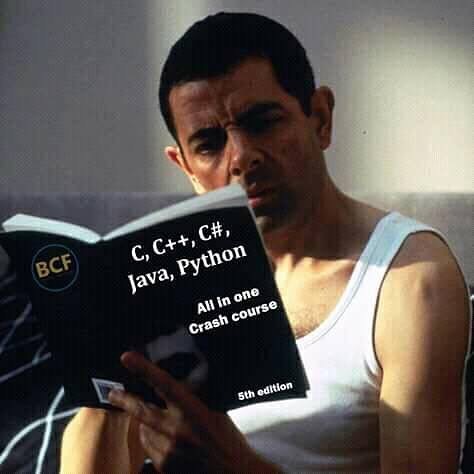 BCF
C, C++, C#,
Java, Python
All in one
Crash course
5th edition